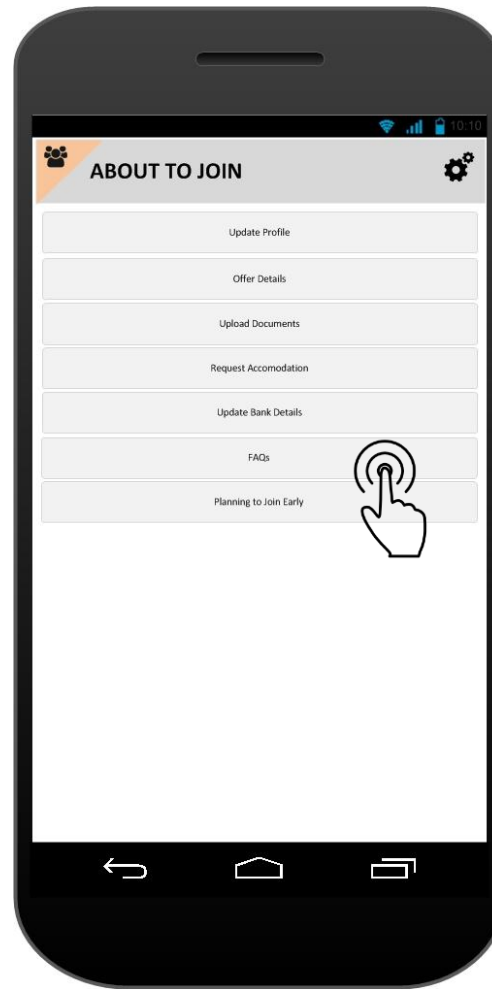 10:10
ABOUT TO JOIN
Update Profile
Offer Details
Upload Documents
Request Accomodation
Update Bank Details
FAQs
Planning to Join Early